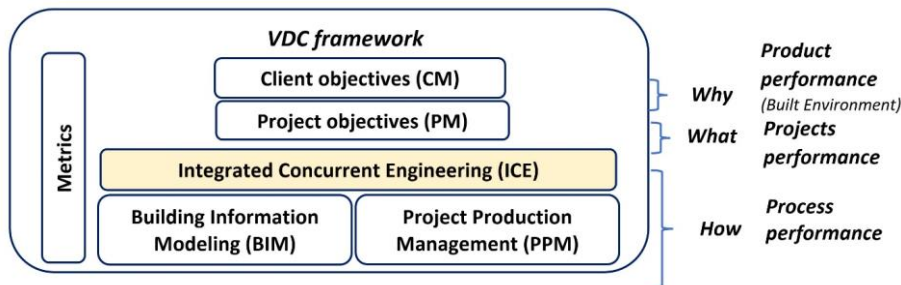 VDC framework
Metrics
Client objectives (CM)
Project objectives (PM)
Integrated Concurrent Engineering (ICE)
Building Information
Modeling (BIM)
Project Production
Management (PPM)
Why
Product
performance
(Built Environment)
What
Projects
performance
How
Process
performance